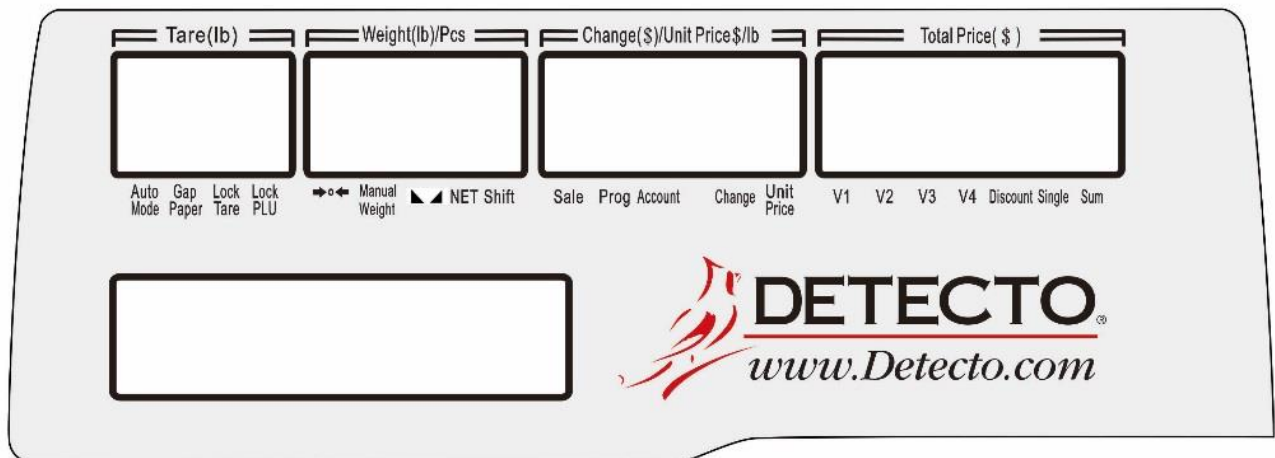 Tare(lb) Weight(lb)/Pcs Change($)/Unit Price$/lb Total Price( $ )
Auto Mode Gap Paper Lock Tare Lock PLU Manual Weight NET Shift Sale Prog Account Change Unit Price V1 V2 V3 V4 Discount Single Sum
DETECTO®
www.Detecto.com